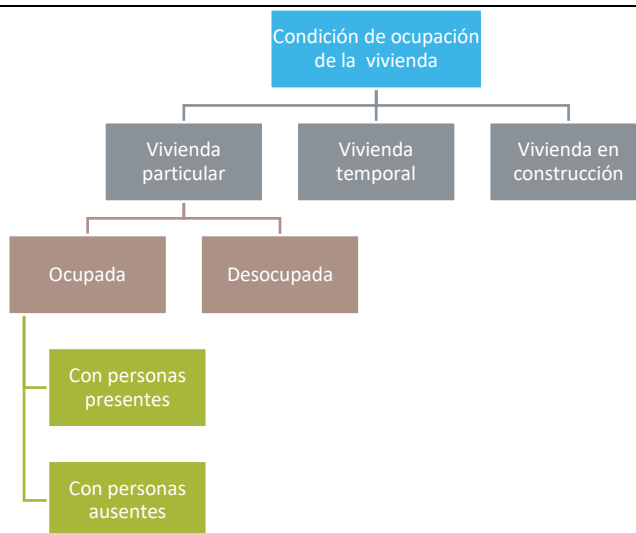 Condición de ocupación
de la vivienda
Vivienda
particular
Vivienda
temporal
Vivienda en
construcción
Ocupada
Desocupada
Con personas
presentes
Con personas
ausentes